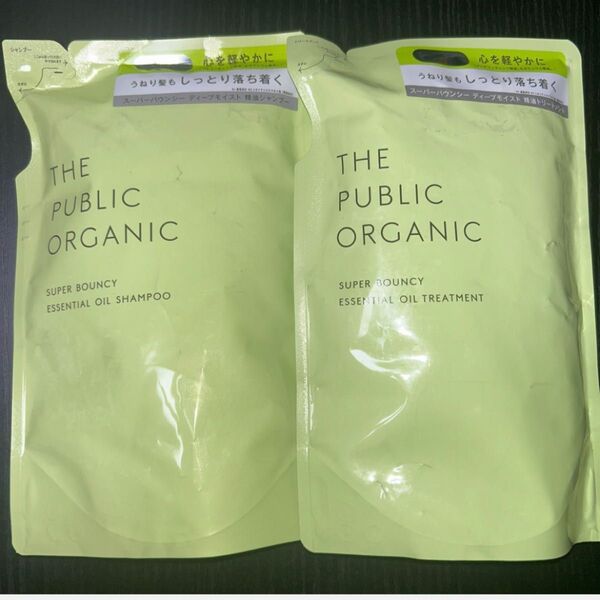 シャンプー
心を軽やかに
うねり髪もしっとり落ち着く
スーパーバウンシー ディープモイスト 精油シャンプー
THE
PUBLIC
ORGANIC
SUPER BOUNCY
ESSENTIAL OIL SHAMPOO
心を軽やかに
うねり髪もしっとり落ち着く
スーパーバウンシー ディープモイスト 精油トリートメント
THE
PUBLIC
ORGANIC
SUPER BOUNCY
ESSENTIAL OIL TREATMENT